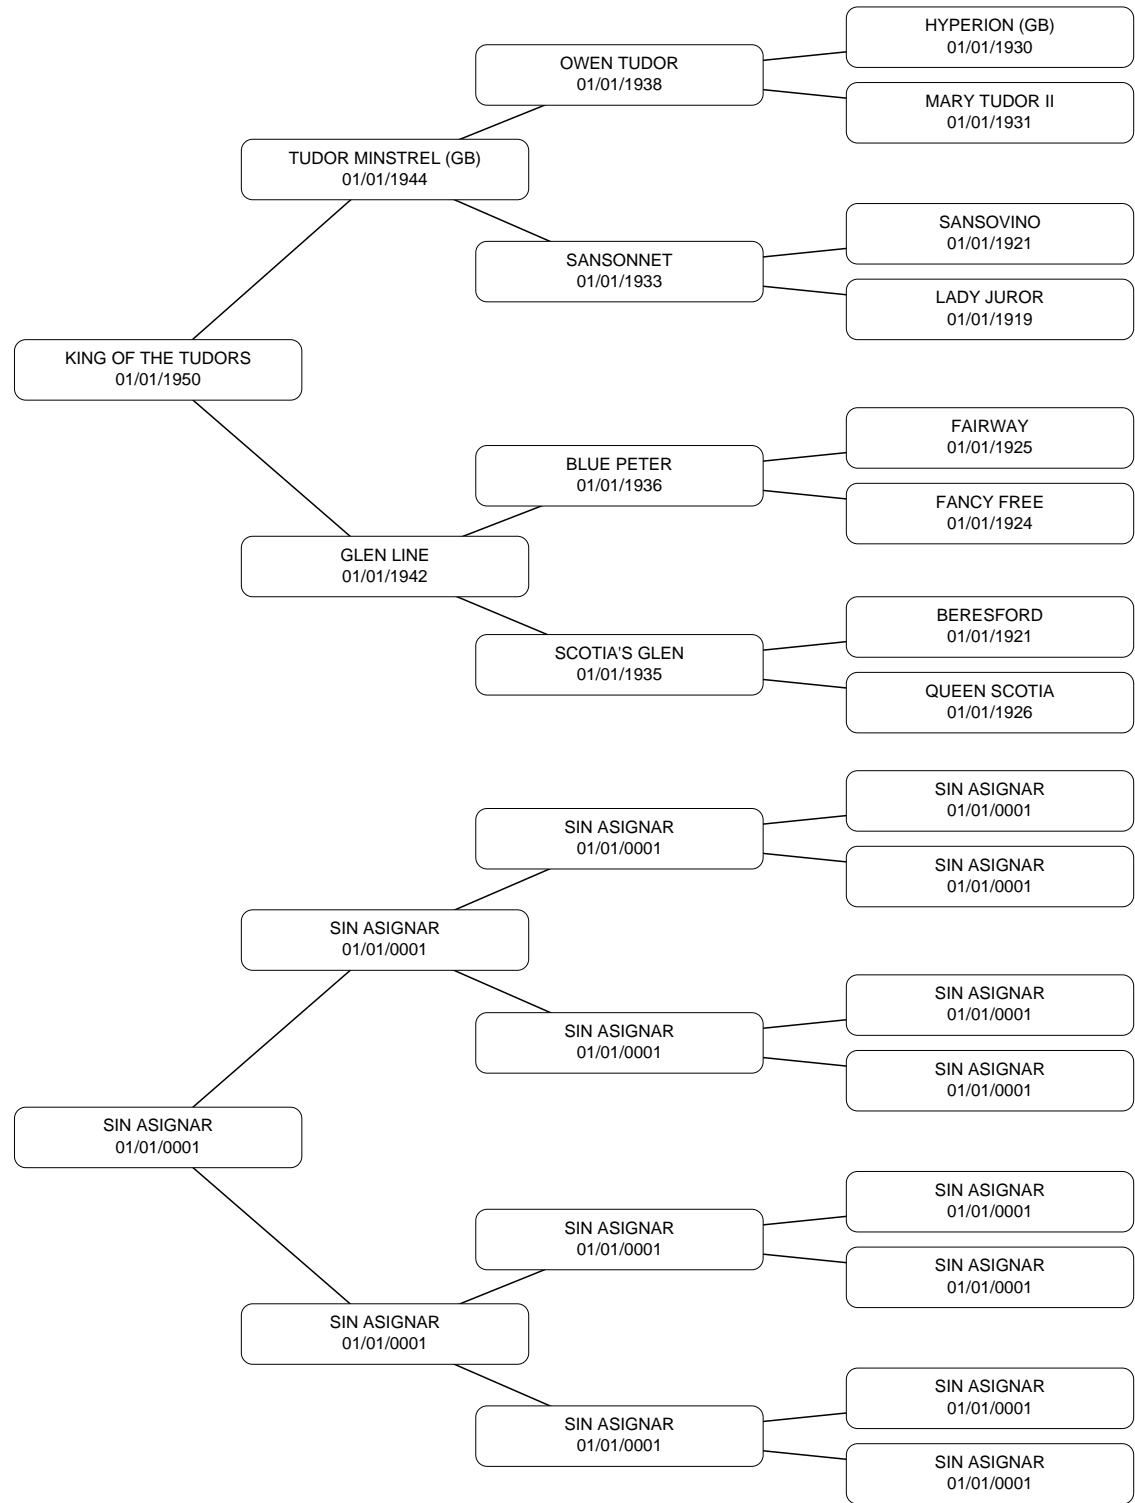 HYPERION (GB)
01/01/1930
OWEN TUDOR
01/01/1938
MARY TUDOR II
01/01/1931
TUDOR MINSTREL (GB)
01/01/1944
SANSOVINO
01/01/1921
SANSONNET
01/01/1933
LADY JUROR
01/01/1919
KING OF THE TUDORS
01/01/1950
FAIRWAY
01/01/1925
BLUE PETER
01/01/1936
FANCY FREE
01/01/1924
GLEN LINE
01/01/1942
BERESFORD
01/01/1921
SCOTIA'S GLEN
01/01/1935
QUEEN SCOTIA
01/01/1926
SIN ASIGNAR
01/01/0001
SIN ASIGNAR
01/01/0001
SIN ASIGNAR
01/01/0001
SIN ASIGNAR
01/01/0001
SIN ASIGNAR
01/01/0001
SIN ASIGNAR
01/01/0001
SIN ASIGNAR
01/01/0001
SIN ASIGNAR
01/01/0001
SIN ASIGNAR
01/01/0001
SIN ASIGNAR
01/01/0001
SIN ASIGNAR
01/01/0001
SIN ASIGNAR
01/01/0001
SIN ASIGNAR
01/01/0001
SIN ASIGNAR
01/01/0001
SIN ASIGNAR
01/01/0001